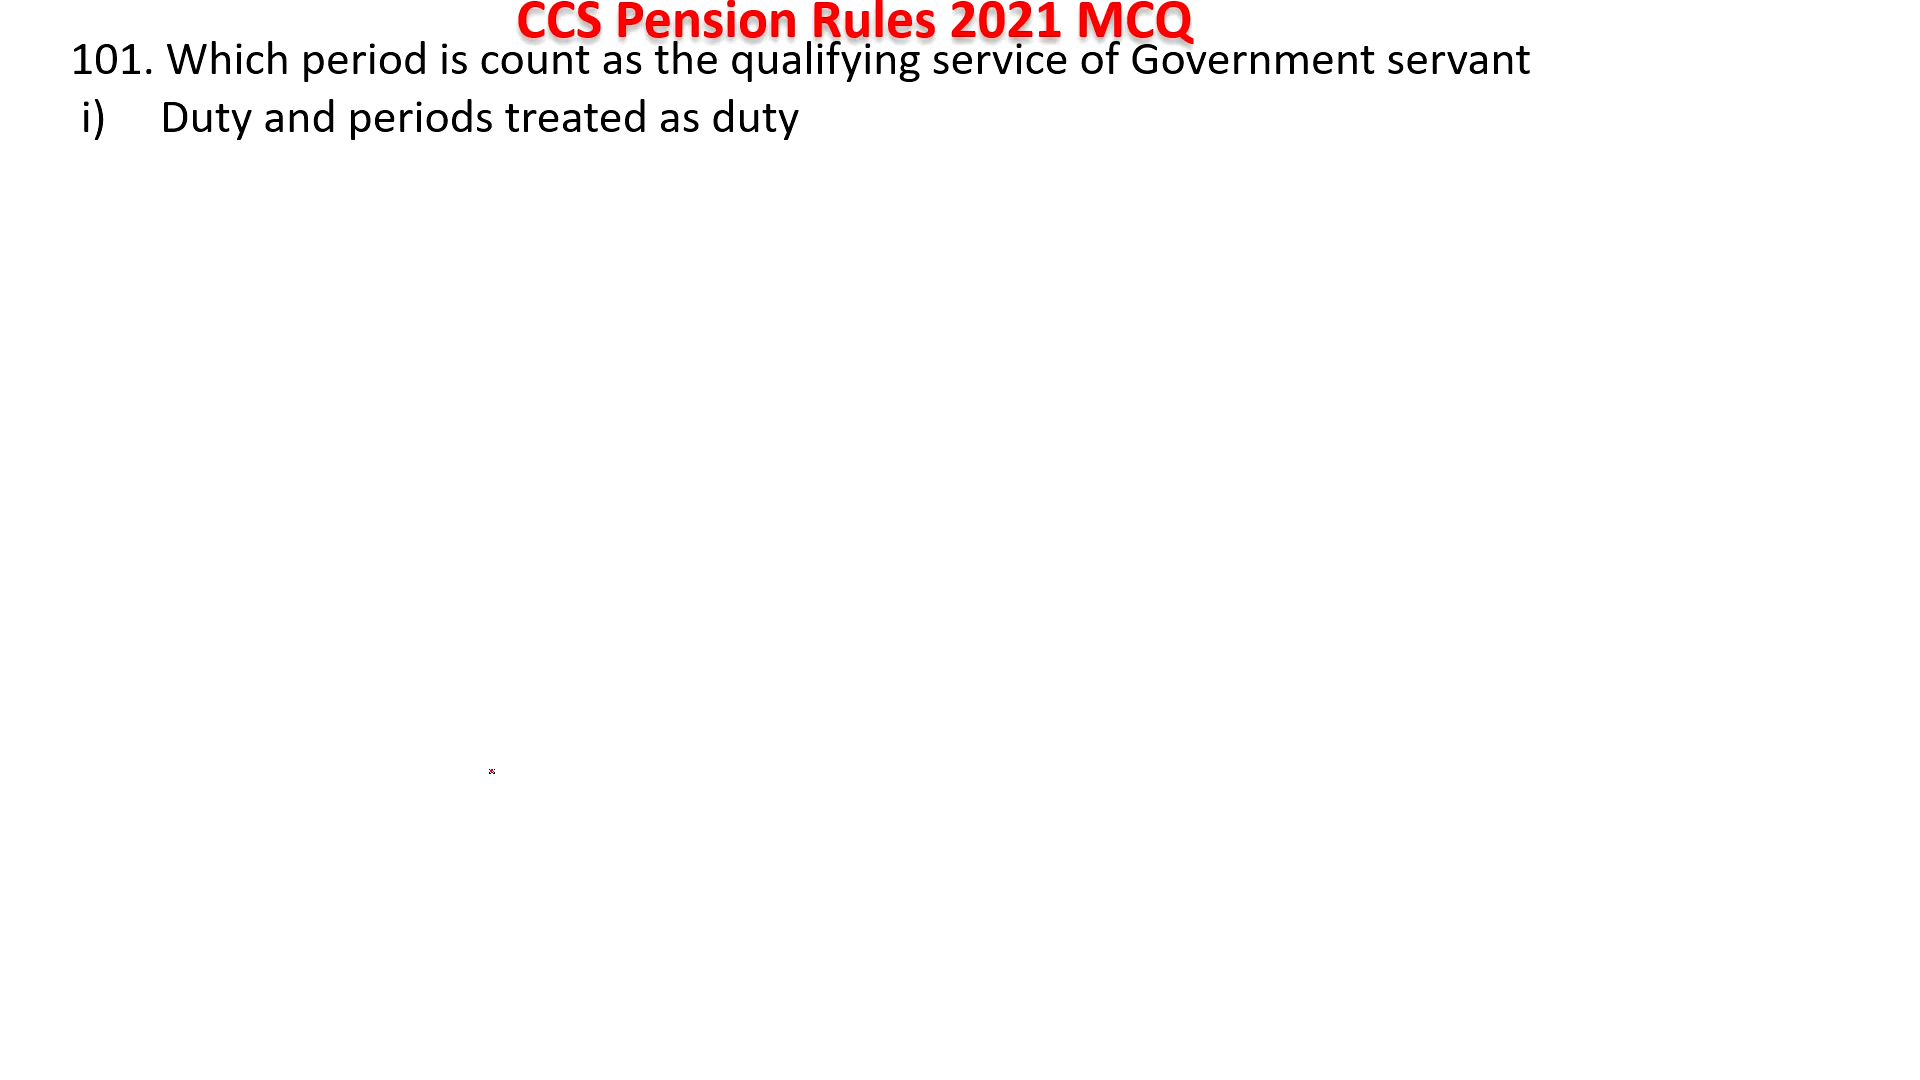 CCS Pension Rules 2021 MCQ
101. Which period is count as the qualifying service of Government servant
i) Duty and periods treated as duty